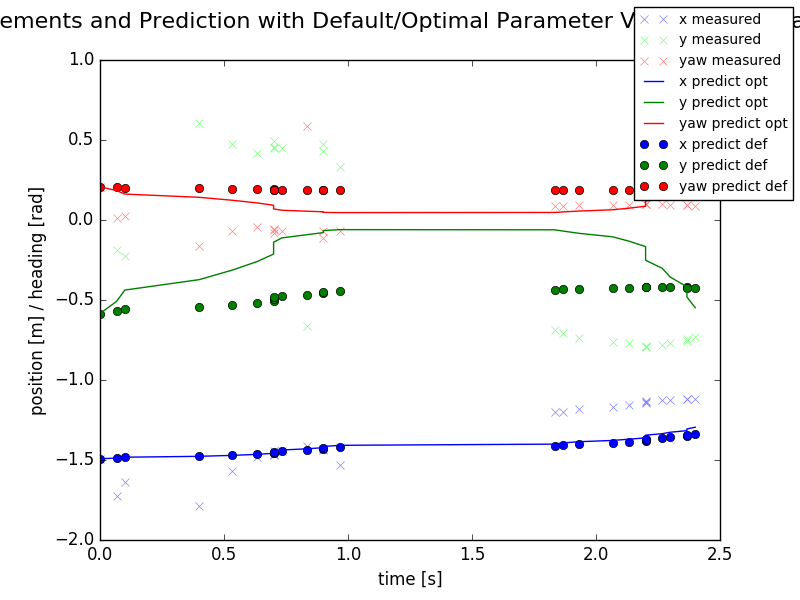 ements and Prediction with Default/Optimal Parameter V
x measured
y measured
yaw measured
x predict opt
y predict opt
yaw predict opt
x predict def
y predict def
yaw predict def
1.0
0.5
0.0
−0.5
−1.0
−1.5
−2.0
position [m] / heading [rad]
0.0 0.5 1.0 1.5 2.0 2.5
time [s]